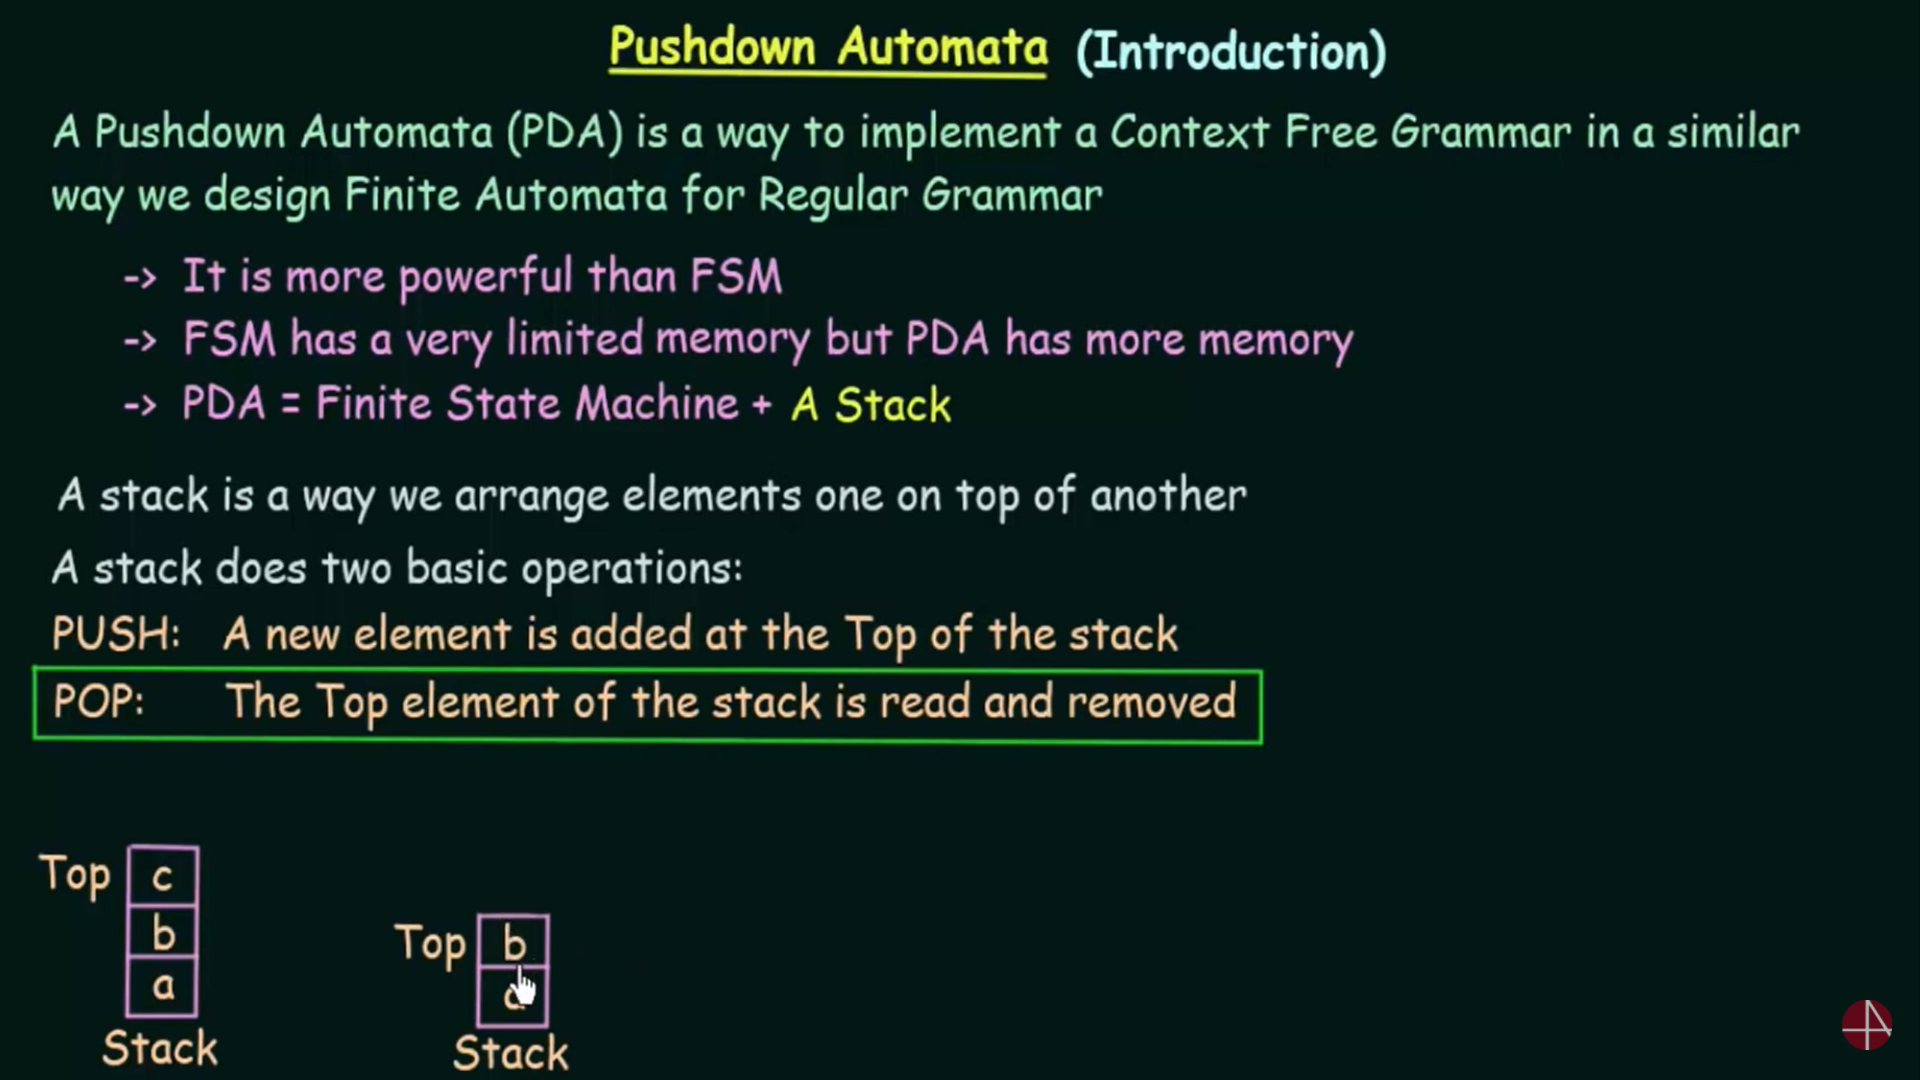 Pushdown Automata (Introduction)
A Pushdown Automata (PDA) is a way to implement a Context Free Grammar in a similar
way we design Finite Automata for Regular Grammar
-> It is more powerful than FSM
-> FSM has a very limited memory but PDA has more memory
-> PDA = Finite State Machine + A Stack
A stack is a way we arrange elements one on top of another
A stack does two basic operations:
PUSH: A new element is added at the Top of the stack
POP: The Top element of the stack is read and removed
Top c
b
a
Stack
Top b
a
Stack